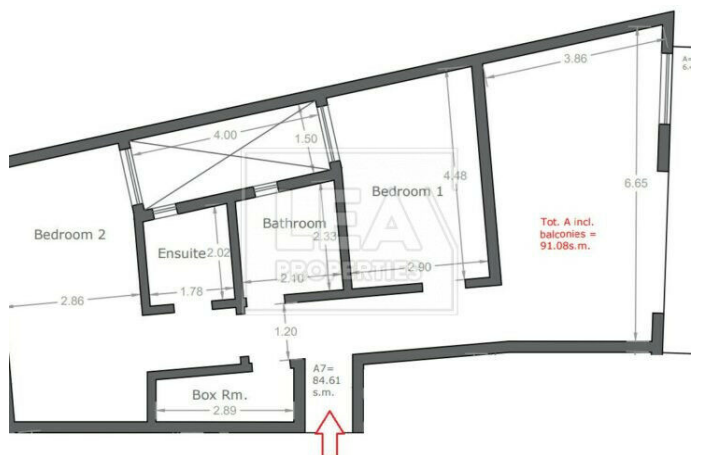 3.86
4.00
1.50
4.48
Bedroom 1
6.65
Bathroom
Tot. A incl.
balconies =
91.08s.m.
Bedroom 2
LEA
PROPERTIES
2.33
Ensuite
2.02
2.90
1.78
2.86
1.20
A7=
84.61
s.m.
Box Rm.
2.89